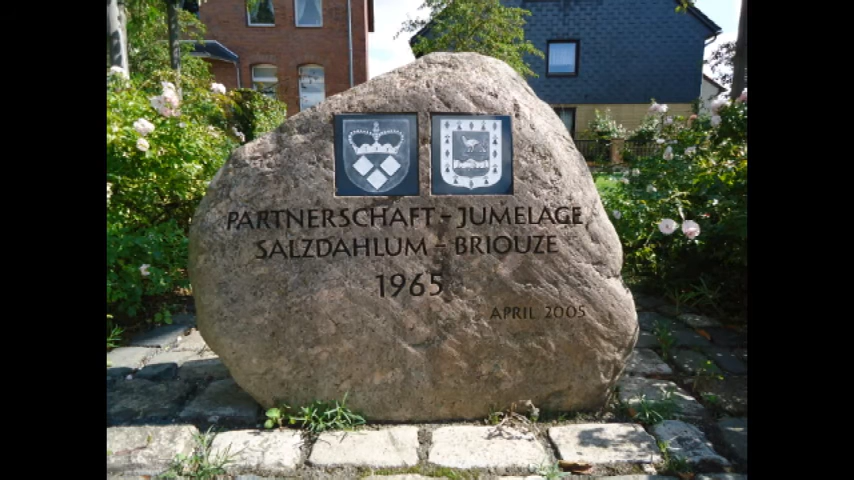 PARTNERSCHAFT - JUMELAGE
SALZDAHLUM - BRIOUZE
1965
APRIL 2005